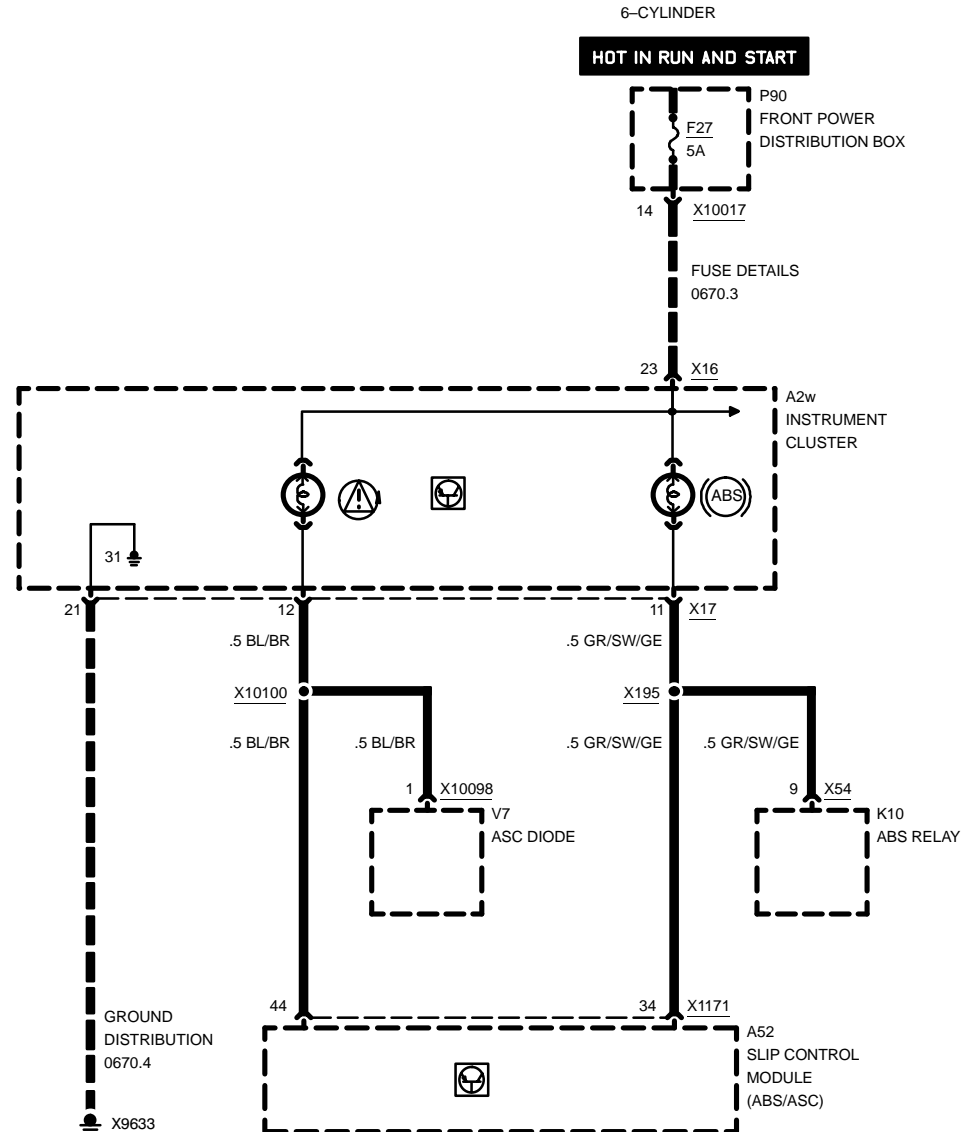 6–CYLINDER
HOT IN RUN AND START
P90
FRONT POWER
DISTRIBUTION BOX
F27
5A
14 X10017
FUSE DETAILS
0670.3
23 X16
A2w
INSTRUMENT
CLUSTER
ABS
31
21 12 11 X17
.5 BL/BR .5 GR/SW/GE
X10100 X195
.5 BL/BR .5 BL/BR .5 GR/SW/GE .5 GR/SW/GE
1 X10098 9 X54
V7
ASC DIODE
K10
ABS RELAY
44 34 X1171
GROUND
DISTRIBUTION
0670.4
A52
SLIP CONTROL
MODULE
(ABS/ASC)
X9633